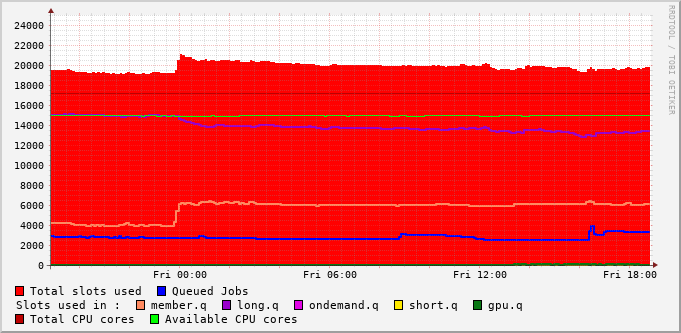 24000
22000
20000
18000
16000
14000
12000
10000
8000
6000
4000
2000
0
Fri 00:00 Fri 06:00 Fri 12:00 Fri 18:00
Total slots used Queued Jobs
Slots used in : member.q long.q ondemand.q short.q gpu.q
Total CPU cores Available CPU cores
RRDTOOL / TOBI OETIKER